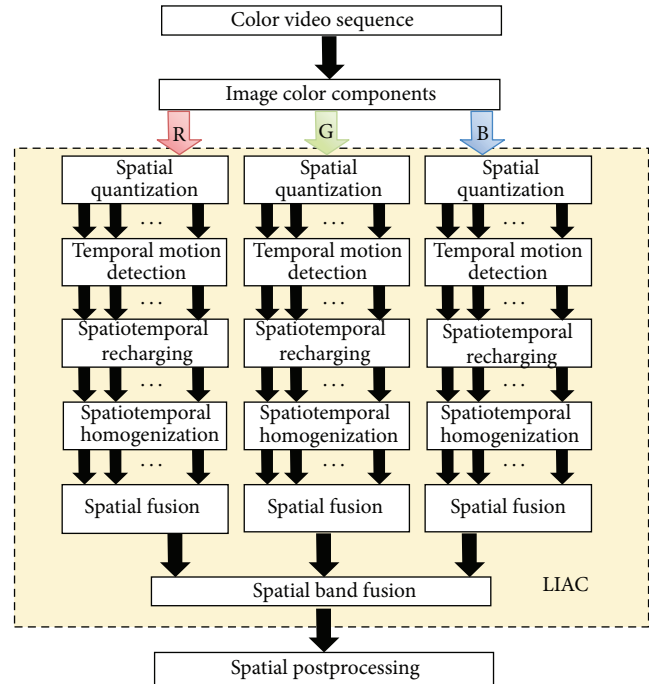 Color video sequence
Image color components
R G B
Spatial quantization Spatial quantization Spatial quantization
... ... ...
Temporal motion detection Temporal motion detection Temporal motion detection
... ... ...
Spatiotemporal recharging Spatiotemporal recharging Spatiotemporal recharging
... ... ...
Spatiotemporal homogenization Spatiotemporal homogenization Spatiotemporal homogenization
... ... ...
Spatial fusion Spatial fusion Spatial fusion
Spatial band fusion
LIAC
Spatial postprocessing